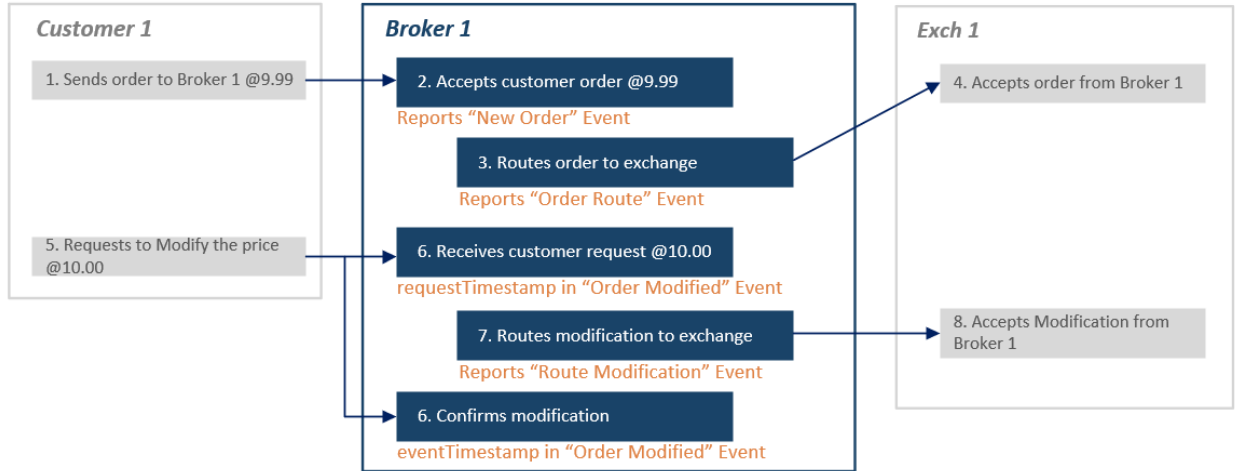 Customer 1
1. Sends order to Broker 1 @9.99
5. Requests to Modify the price
@10.00
Broker 1
2. Accepts customer order @9.99
Reports “New Order” Event
3. Routes order to exchange
Reports “Order Route” Event
6. Receives customer request @10.00
requestTimestamp in “Order Modified” Event
7. Routes modification to exchange
Reports “Route Modification” Event
6. Confirms modification
eventTimestamp in “Order Modified” Event
Exch 1
4. Accepts order from Broker 1
8. Accepts Modification from
Broker 1